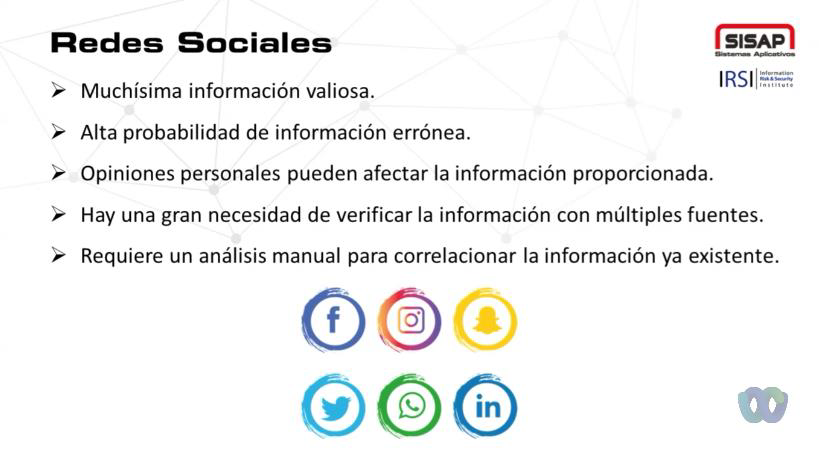 Redes Sociales
SISAP
Sistemas Aplicativos
IRSI Information
Risk & Security
Institute
➢ Muchísima información valiosa.
➢ Alta probabilidad de información errónea.
➢ Opiniones personales pueden afectar la información proporcionada.
➢ Hay una gran necesidad de verificar la información con múltiples fuentes.
➢ Requiere un análisis manual para correlacionar la información ya existente.
f
in